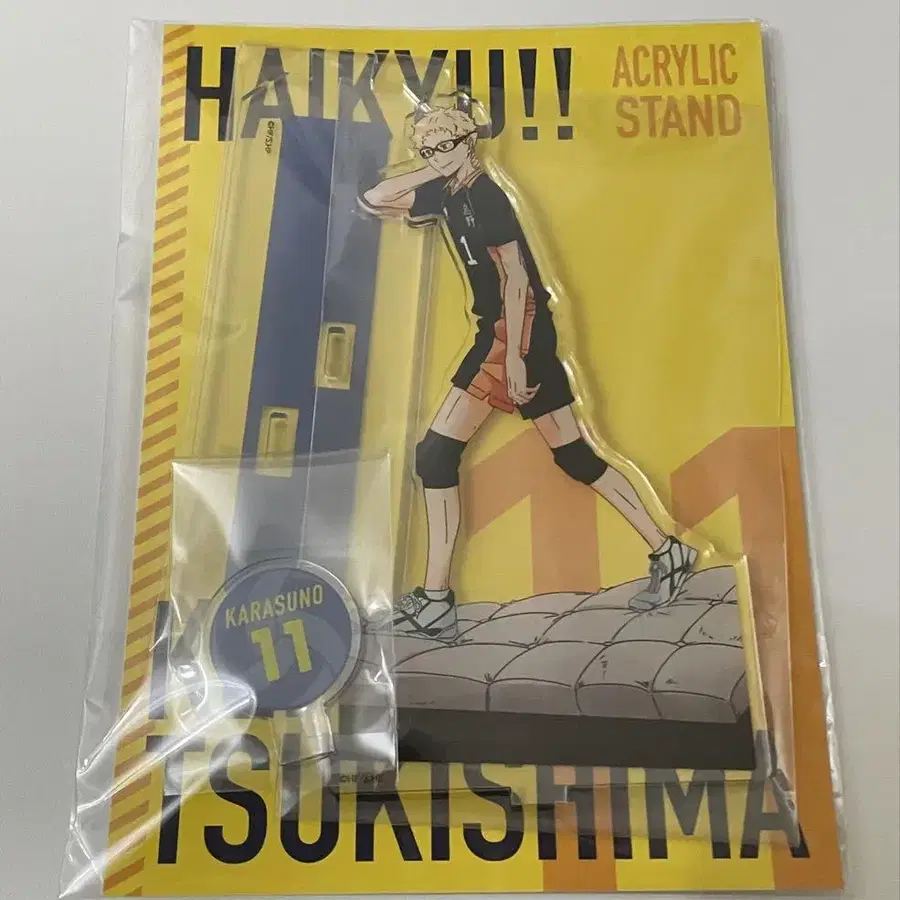 HAIKYU!!
ACRYLIC
STAND
1
KARASUNO
11
11
TSUKISHIMA